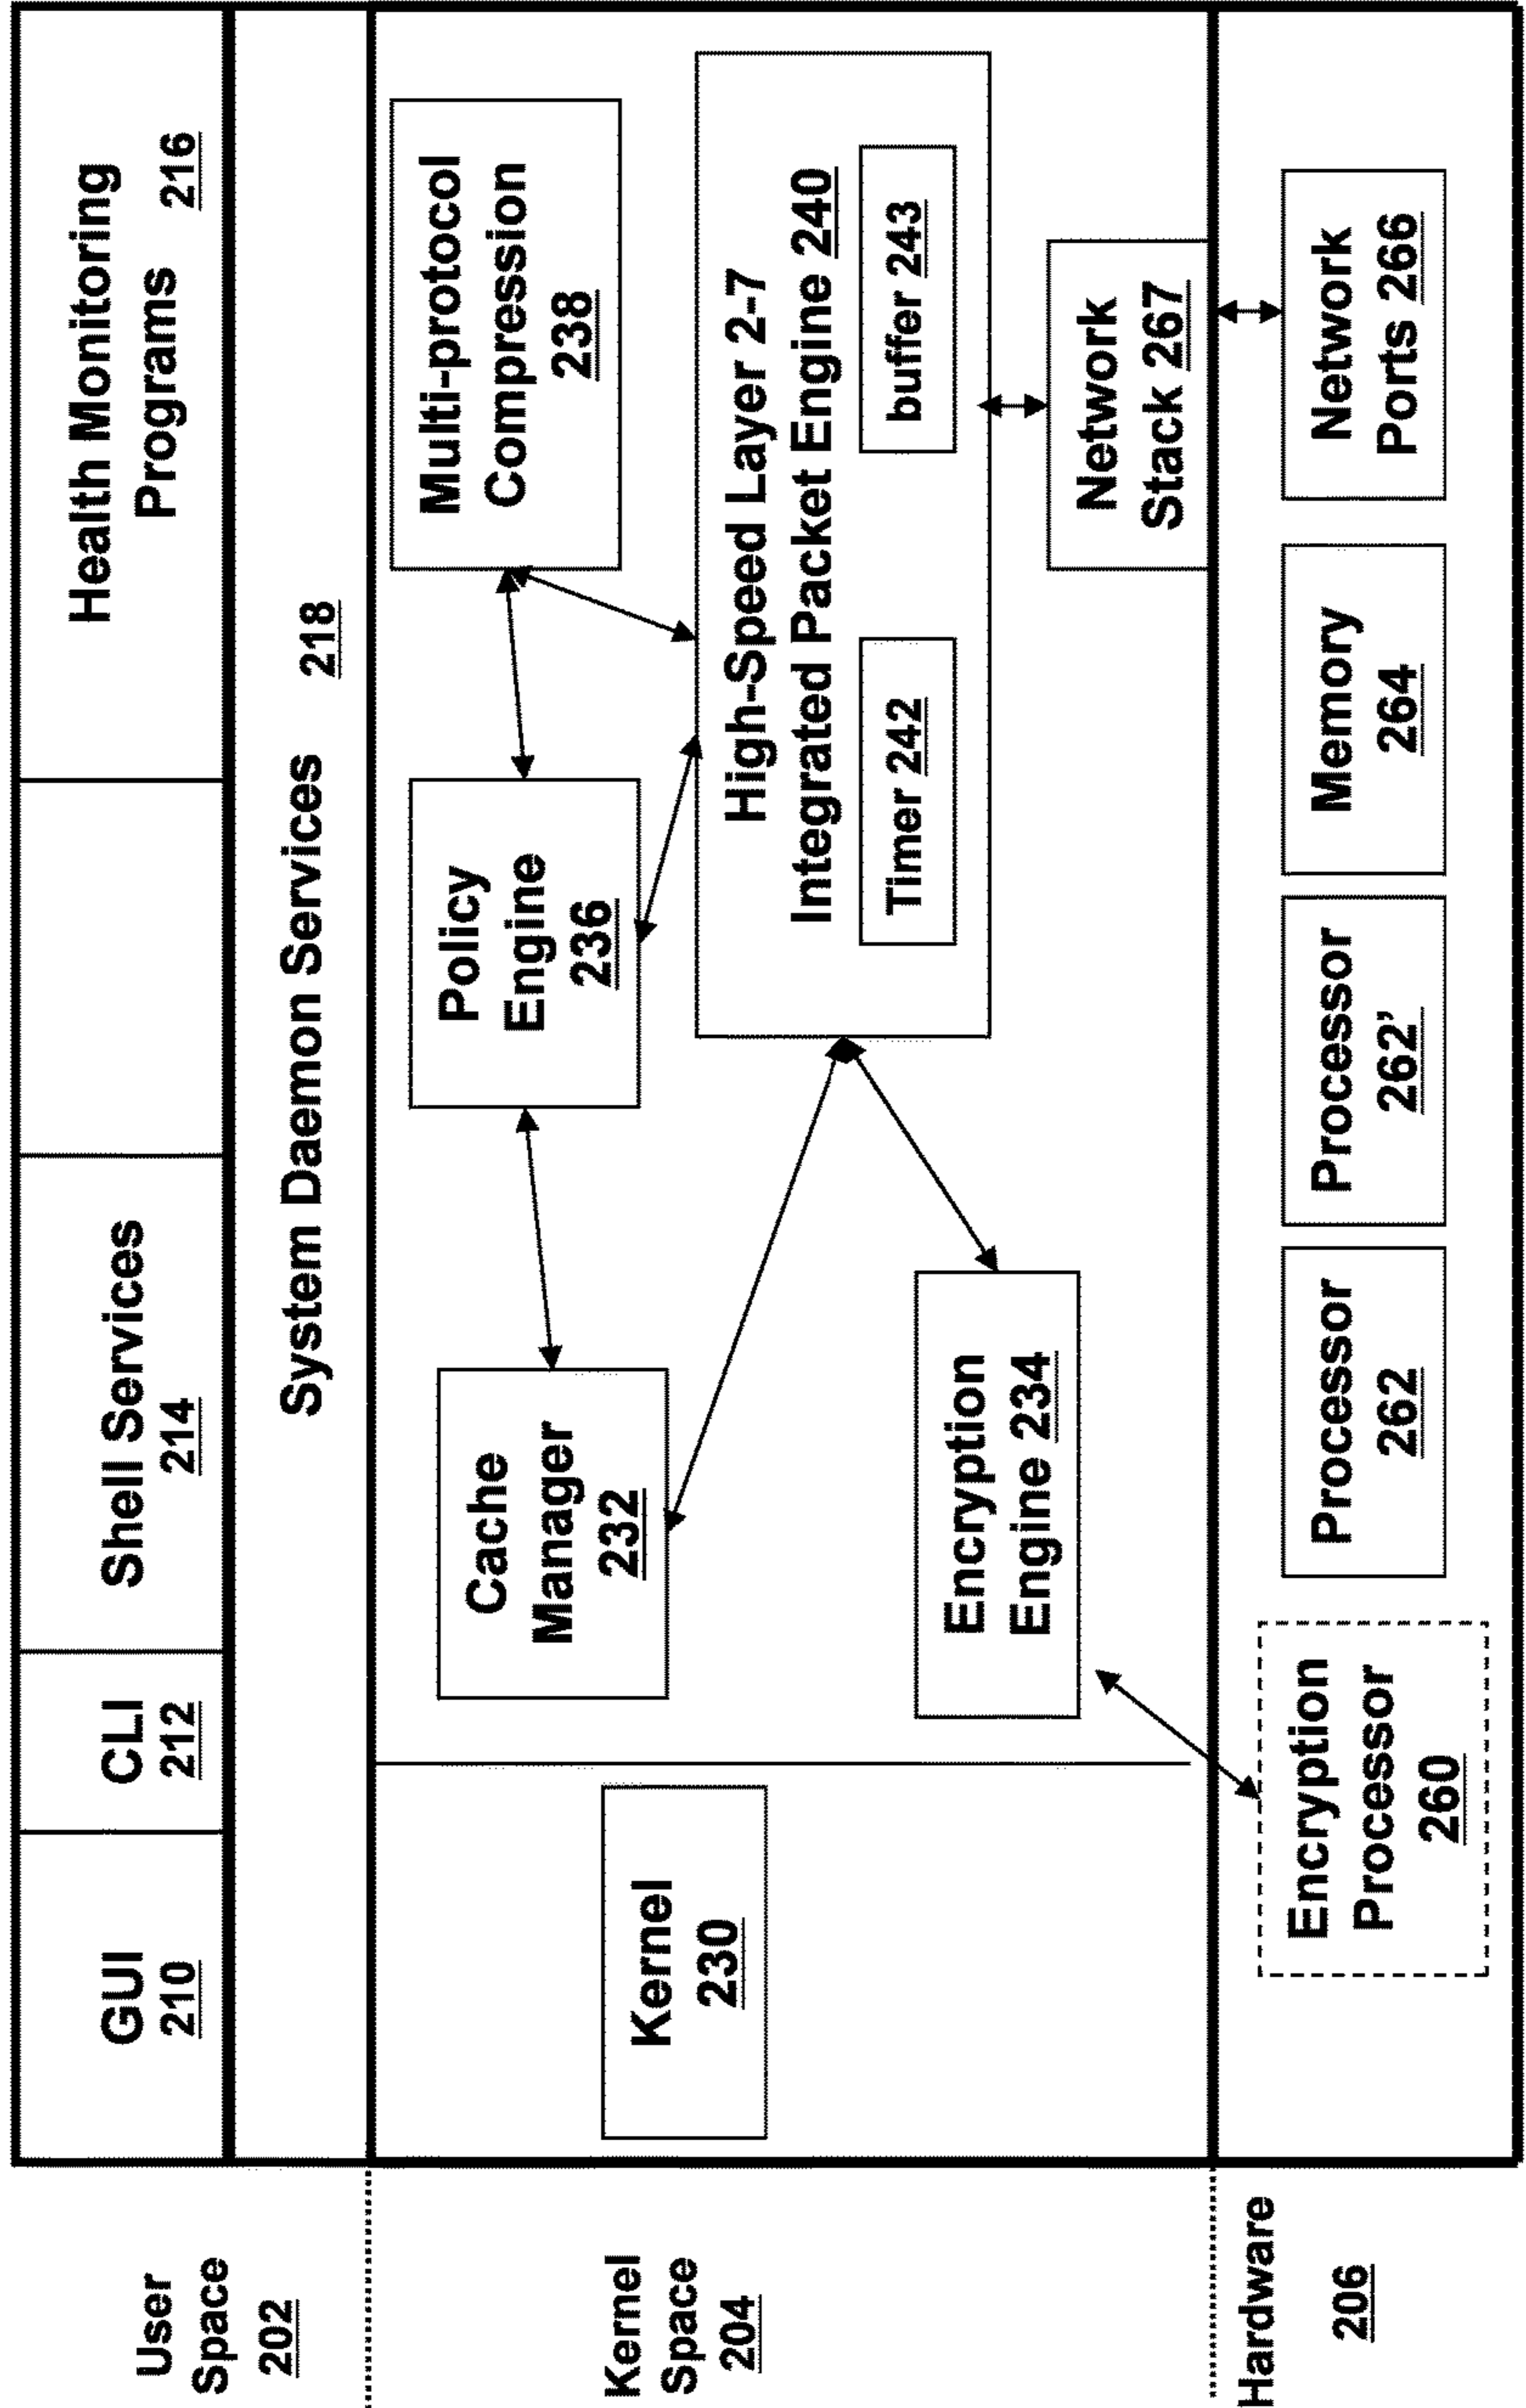 User
Space
202
GUI
210
CLI
212
Shell Services
214
Health Monitoring
Programs 216
System Daemon Services 218
Kernel
Space
204
Kernel
230
Cache
Manager
232
Policy
Engine
236
Multi-protocol
Compression
238
High-Speed Layer 2-7
Integrated Packet Engine 240
Timer 242
buffer 243
Encryption
Engine 234
Network
Stack 267
Hardware
206
Encryption
Processor
260
Processor
262
Processor
262’
Memory
264
Network
Ports 266